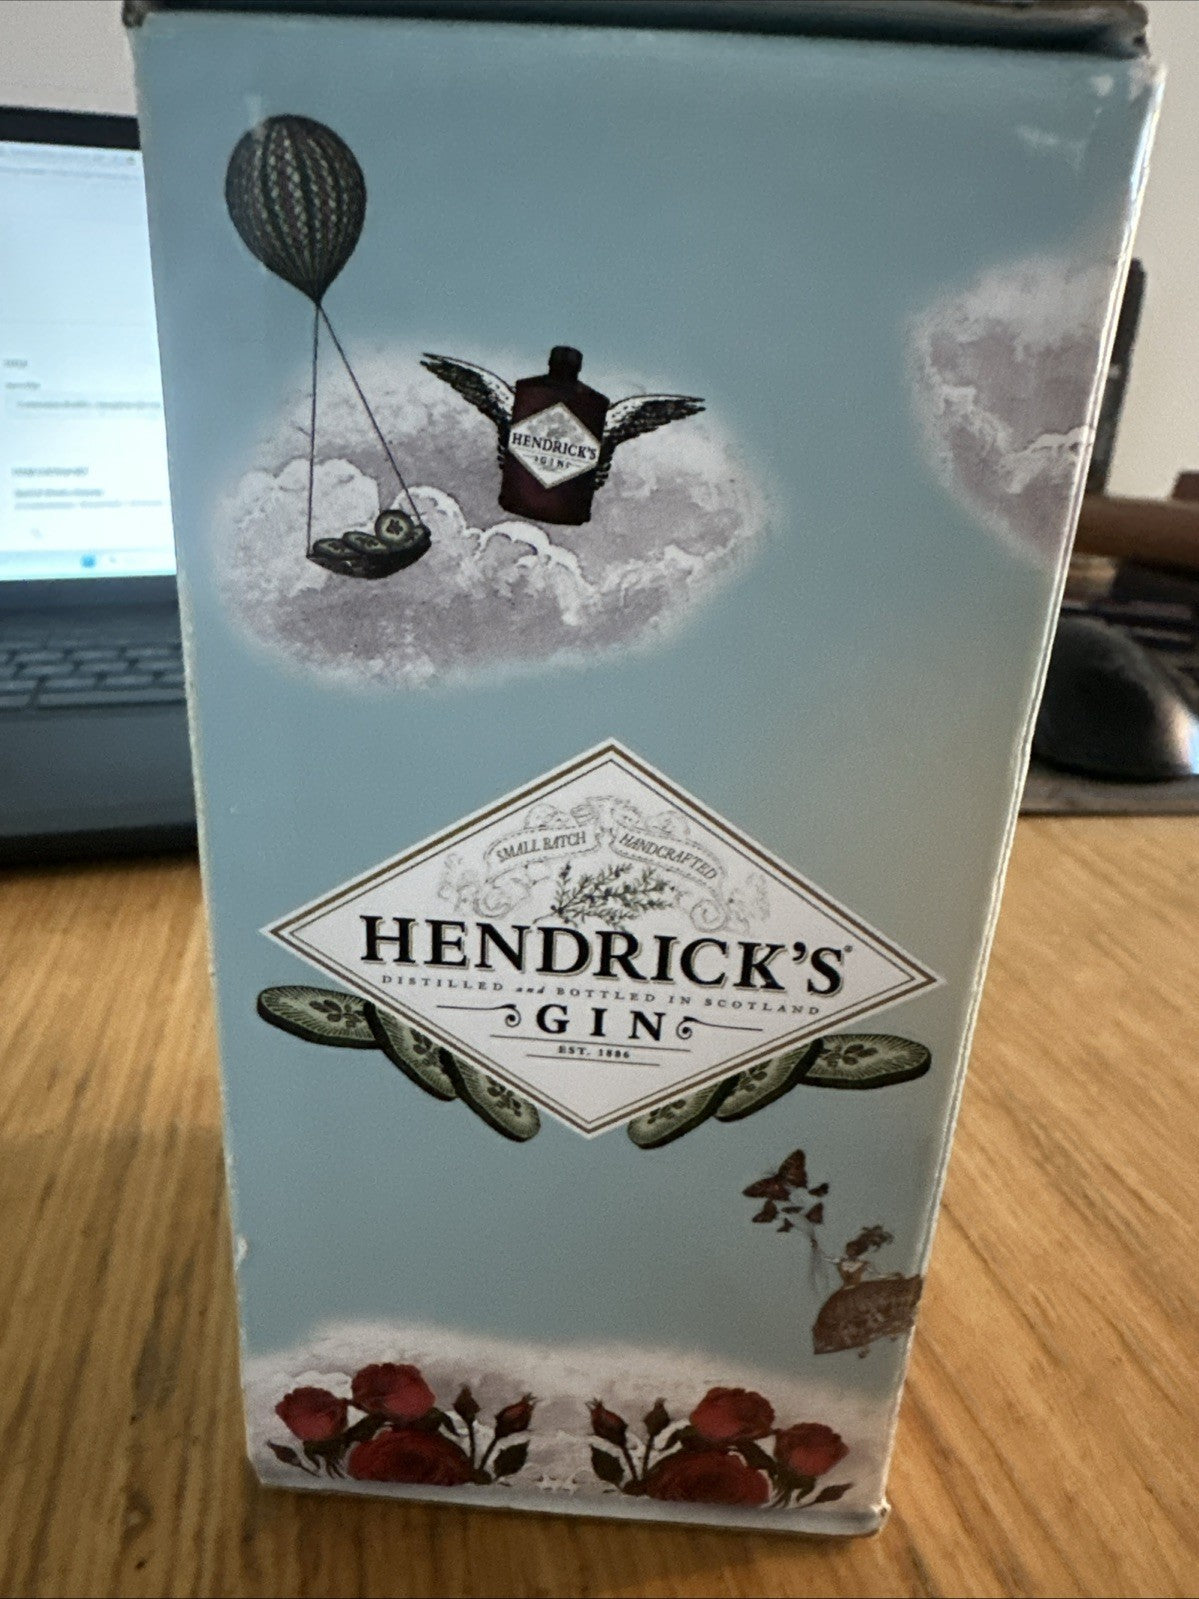 HENDRICK'S
GIN
SMALL BATCH HANDCRAFTED
HENDRICK'S®
DISTILLED and BOTTLED IN SCOTLAND
GIN
EST. 1886